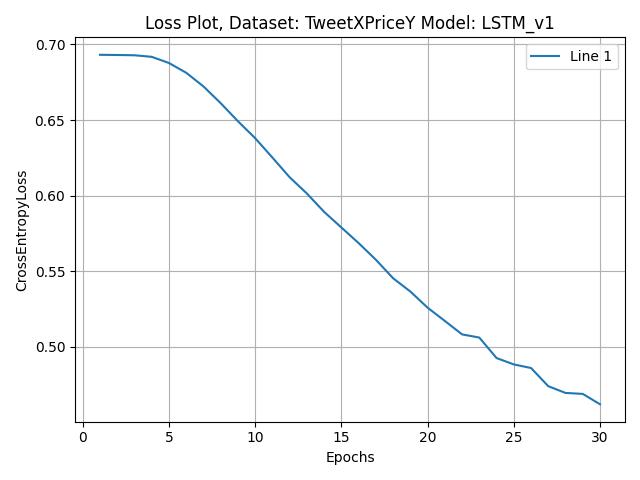 Loss Plot, Dataset: TweetXPriceY Model: LSTM_v1
Line 1
0.70
0.65
0.60
0.55
0.50
CrossEntropyLoss
0 5 10 15 20 25 30
Epochs